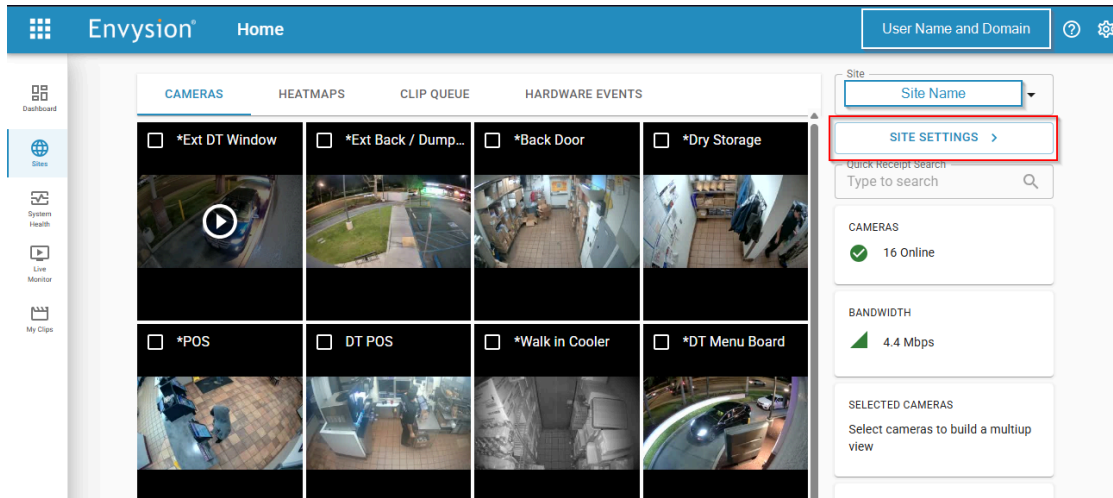 Envysion®
Home
User Name and Domain
Dashboard
Sites
System
Health
Live
Monitor
My Clips
CAMERAS
HEATMAPS
CLIP QUEUE
HARDWARE EVENTS
*Ext DT Window
*Ext Back / Dump...
*Back Door
*Dry Storage
*POS
DT POS
*Walk in Cooler
*DT Menu Board
Site
Site Name
SITE SETTINGS >
Quick Receipt Search
Type to search
CAMERAS
16 Online
BANDWIDTH
4.4 Mbps
SELECTED CAMERAS
Select cameras to build a multiup
view